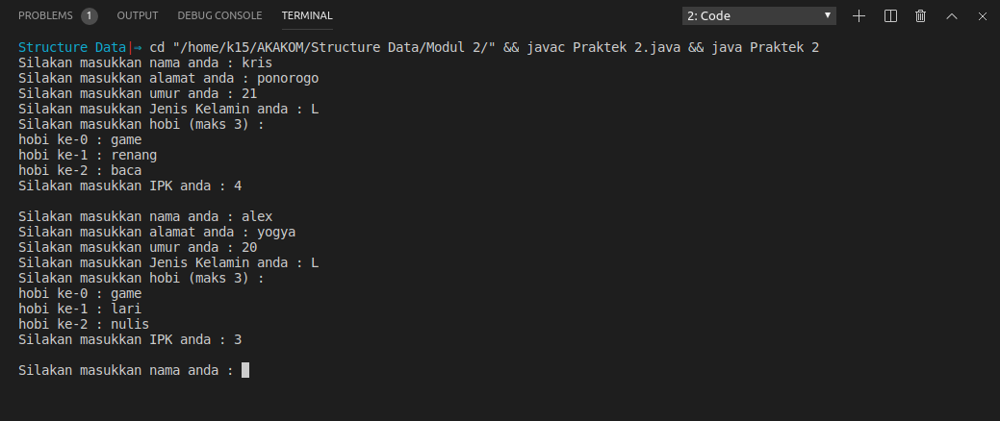 PROBLEMS 1 OUTPUT DEBUG CONSOLE TERMINAL 2: Code
Structure Data|⇒ cd "/home/k15/AKAKOM/Structure Data/Modul 2/" && javac Praktek 2.java && java Praktek 2
Silakan masukkan nama anda : kris
Silakan masukkan alamat anda : ponorogo
Silakan masukkan umur anda : 21
Silakan masukkan Jenis Kelamin anda : L
Silakan masukkan hobi (maks 3) :
hobi ke-0 : game
hobi ke-1 : renang
hobi ke-2 : baca
Silakan masukkan IPK anda : 4
Silakan masukkan nama anda : alex
Silakan masukkan alamat anda : yogya
Silakan masukkan umur anda : 20
Silakan masukkan Jenis Kelamin anda : L
Silakan masukkan hobi (maks 3) :
hobi ke-0 : game
hobi ke-1 : lari
hobi ke-2 : nulis
Silakan masukkan IPK anda : 3
Silakan masukkan nama anda :